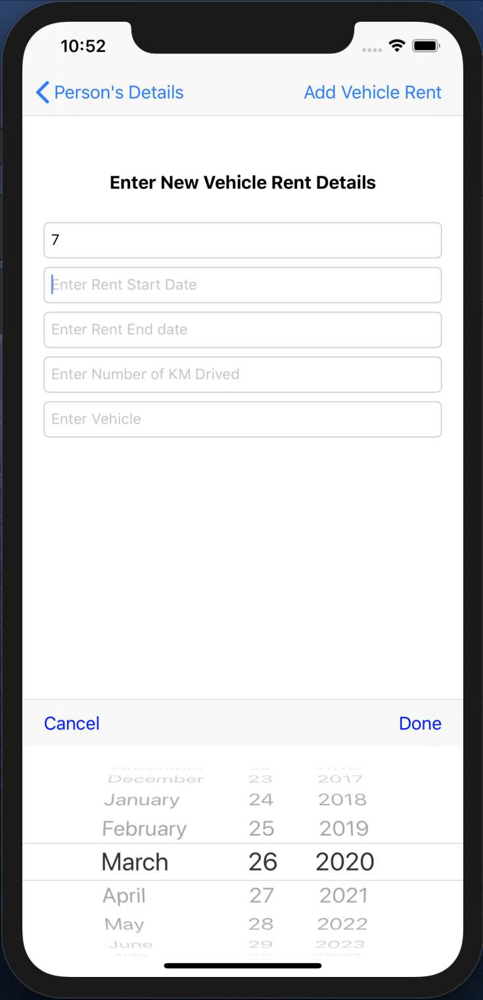 10:52
Person's Details Add Vehicle Rent
Enter New Vehicle Rent Details
7
Enter Rent Start Date
Enter Rent End date
Enter Number of KM Drived
Enter Vehicle
Cancel Done
December 23 2017
January 24 2018
February 25 2019
March 26 2020
April 27 2021
May 28 2022
June 29 2023